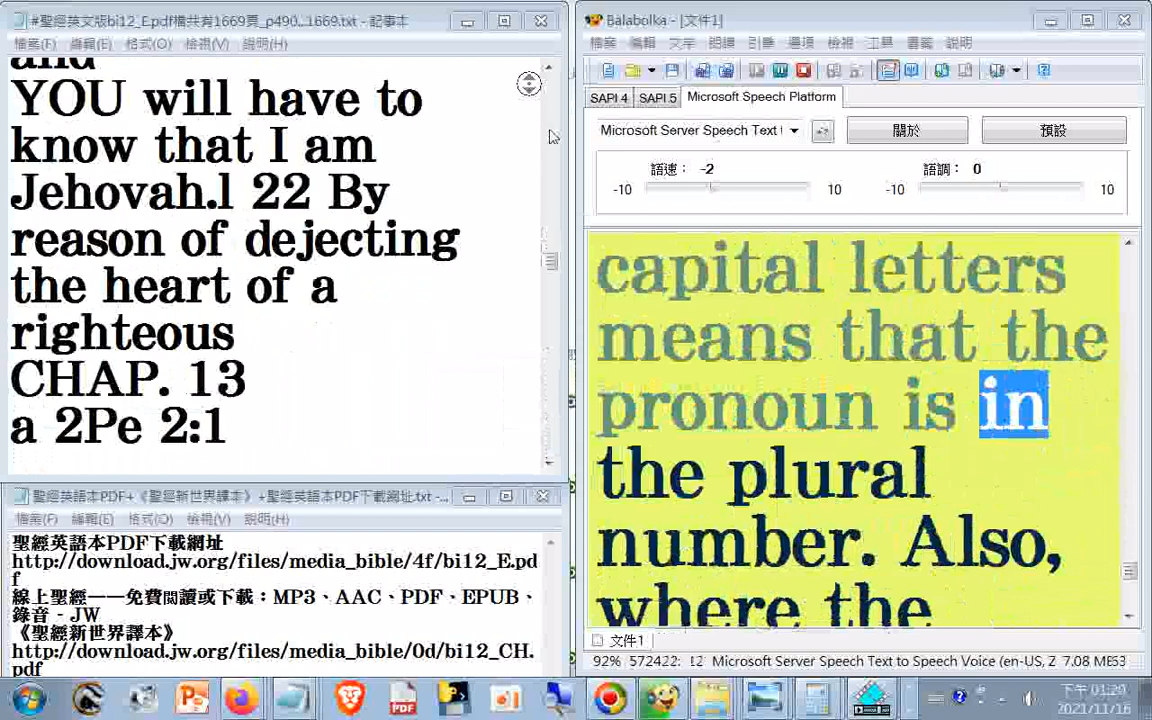 #聖經英文版bi12_E.pdf檔共有1669頁_p490...1669.txt - 記事本
檔案(F) 編輯(E) 格式(O) 檢視(V) 說明(H)
and
YOU will have to
know that I am
Jehovah.l 22 By
reason of dejecting
the heart of a
righteous
CHAP. 13
a 2Pe 2:1
聖經英語本PDF+《聖經新世界譯本》+聖經英語本PDF下載網址.txt -...
檔案(F) 編輯(E) 格式(O) 檢視(V) 說明(H)
聖經英語本PDF下載網址
http://download.jw.org/files/media_bible/4f/bi12_E.pd
f
線上聖經——免費閱讀或下載：MP3、AAC、PDF、EPUB、
錄音 - JW
《聖經新世界譯本》
http://download.jw.org/files/media_bible/0d/bi12_CH.
pdf
Balabolka - [文件1]
檔案 編輯 文字 朗讀 引擎 選項 檢視 工具 書籤 說明
SAPI 4 SAPI 5 Microsoft Speech Platform
Microsoft Server Speech Text 關於 預設
語速： -2 語調： 0
-10 10 -10 10
capital letters
means that the
pronoun is in
the plural
number. Also,
where the
文件1
92% 572422: 12 Microsoft Server Speech Text to Speech Voice (en-US, Z 7.08 ME53
下午 01:20
2021/11/16